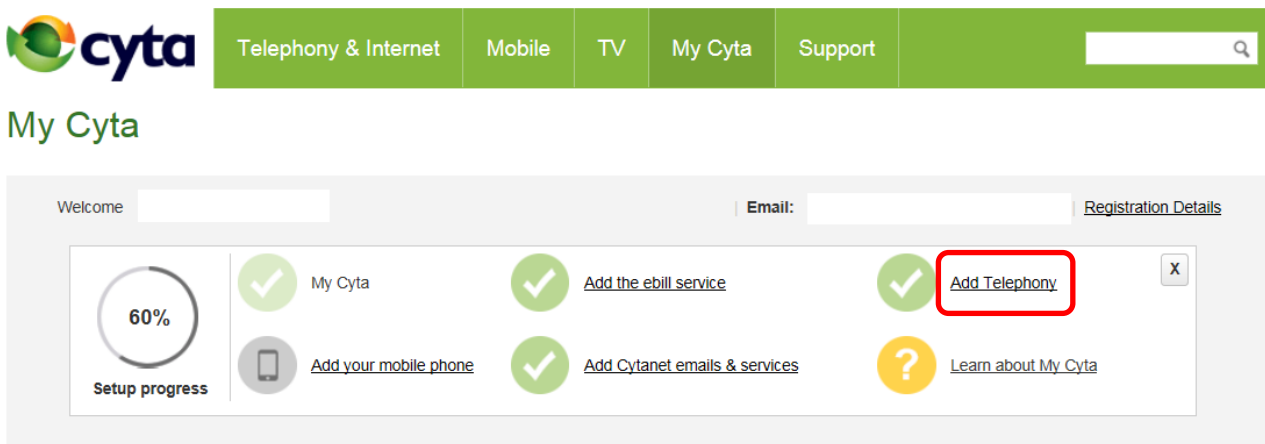 cyta
Telephony & Internet Mobile TV My Cyta Support
My Cyta
Welcome Email: Registration Details
My Cyta Add the ebill service Add Telephony X
60%
Add your mobile phone Add Cytanet emails & services ? Learn about My Cyta
Setup progress